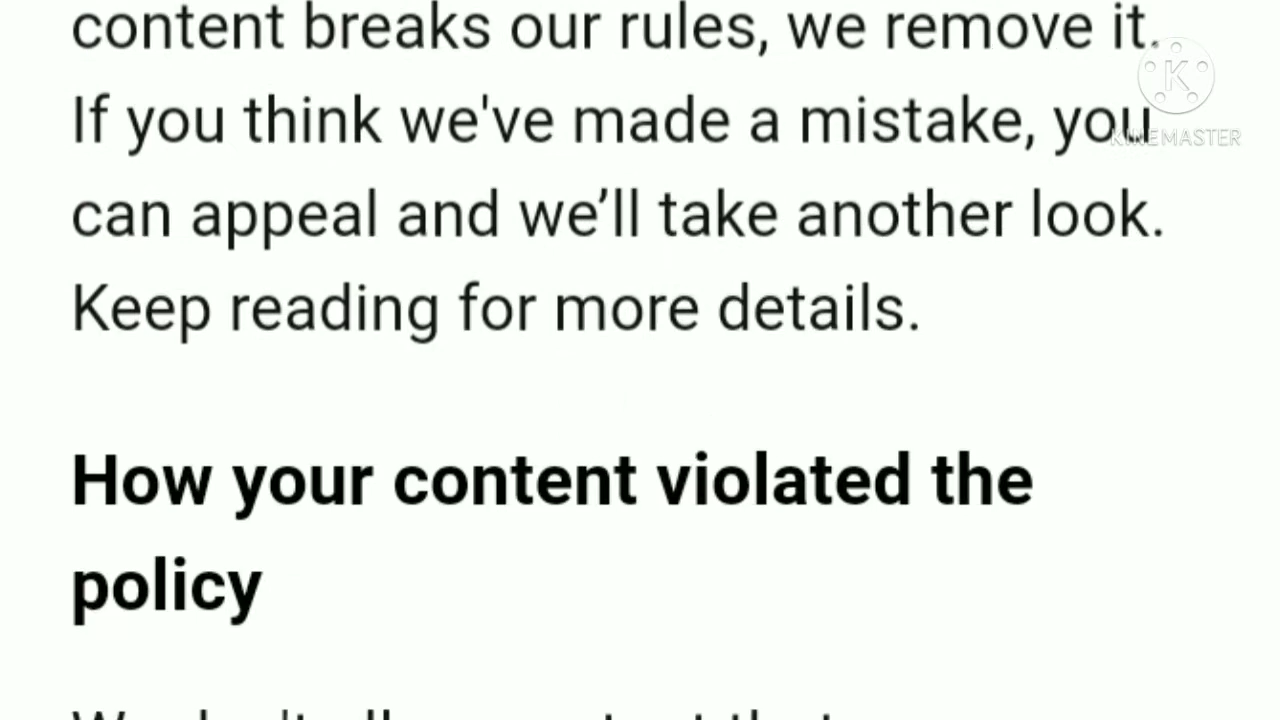 content breaks our rules, we remove it.
If you think we've made a mistake, you
can appeal and we’ll take another look.
Keep reading for more details.
How your content violated the
policy
K
KINEMASTER